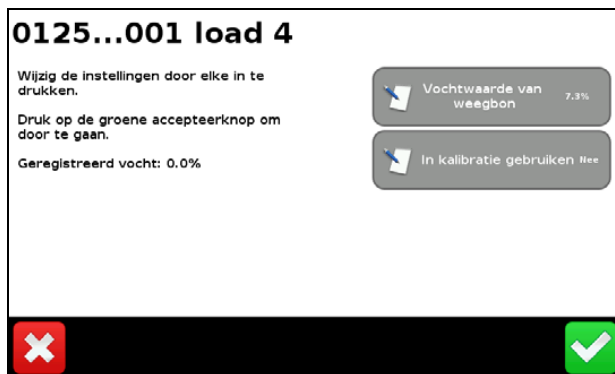 0125...001 load 4
Wijzig de instellingen door elke in te
drukken.
Druk op de groene accepteerknop om
door te gaan.
Geregistreerd vocht: 0.0%
Vochtwaarde van
weegbon
7.3%
In kalibratie gebruiken Nee